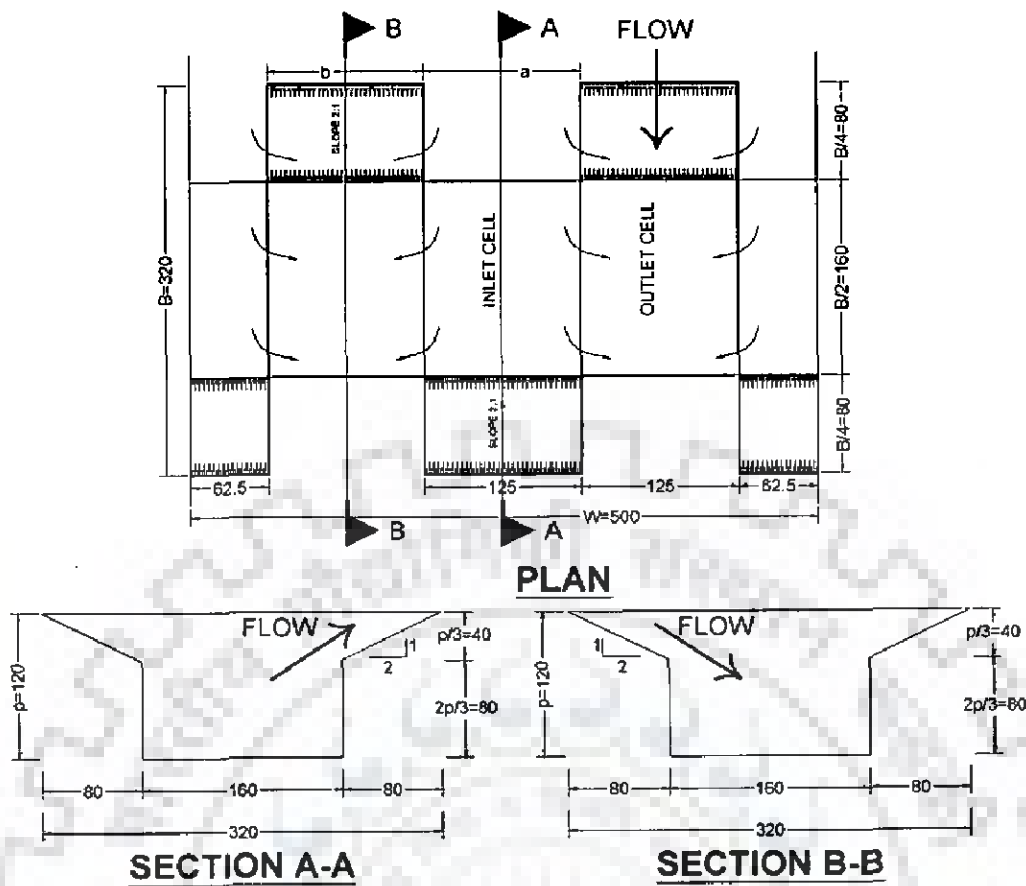 B
A
FLOW
b
a
SLOPE 2:1
B/4=80
B=320
INLET CELL
OUTLET CELL
B/2=160
SLOPE 2:1
B/4=80
62.5
125
125
62.5
W=500
B
A
PLAN
FLOW
1
2
p=120
p/3=40
2p/3=80
80
160
80
320
SECTION A-A
FLOW
1
2
p=120
p/3=40
2p/3=80
80
160
80
320
SECTION B-B